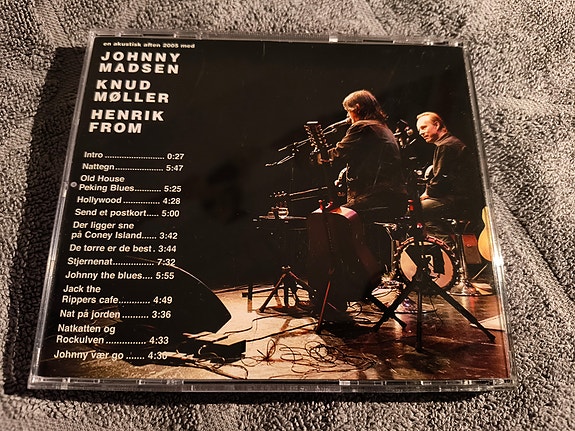 en akustisk aften 2005 med
JOHNNY
MADSEN
KNUD
MØLLER
HENRIK
FROM
Intro ........................ 0:27
Nattegn ................... 5:47
Old House
Peking Blues.......... 5:25
Hollywood ............... 4:28
Send et postkort..... 5:00
Der ligger sne
på Coney Island...... 3:42
De tørre er de best . 3:44
Stjernenat................ 7:32
Johnny the blues.... 5:55
Jack the
Rippers cafe............. 4:49
Nat på jorden ........... 3:36
Natkatten og
Rockulven ................ 4:33
Johnny vær go ....... 4:30